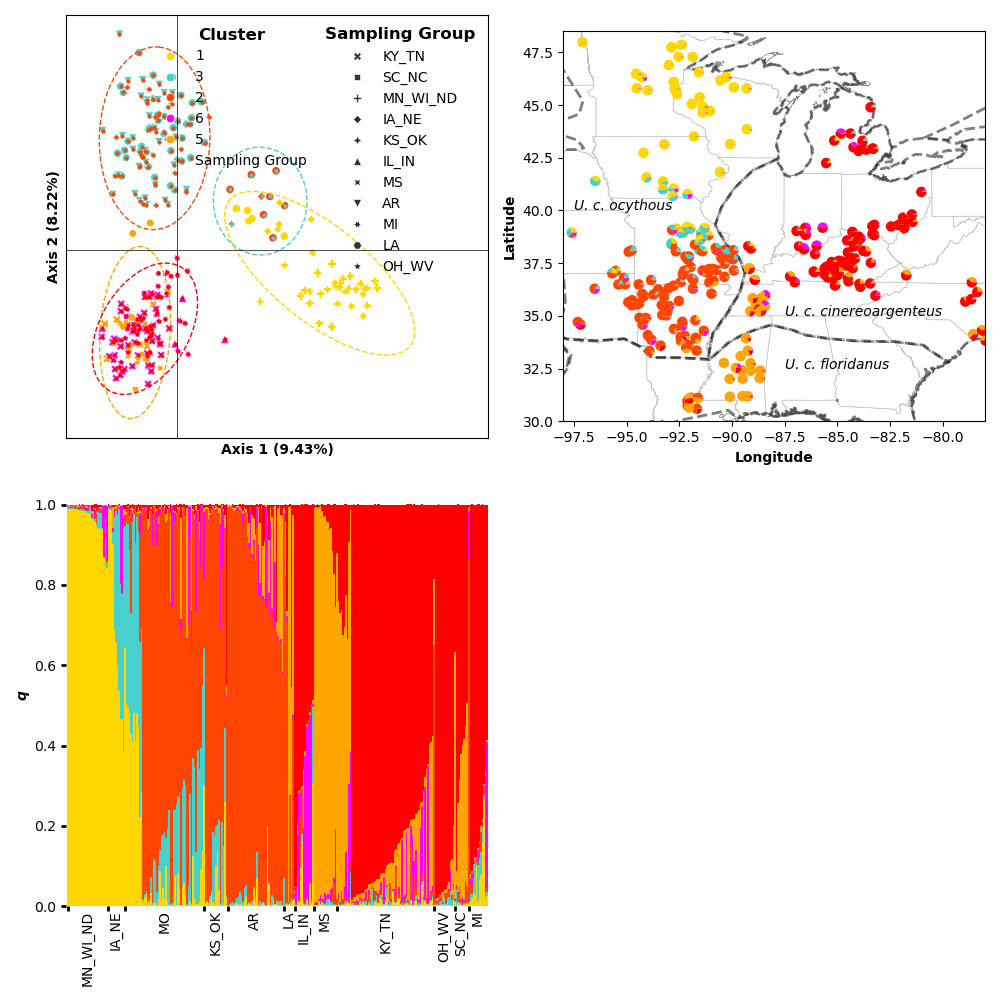 Cluster
1
3
2
6
5
Sampling Group
Sampling Group
KY_TN
SC_NC
MN_WI_ND
IA_NE
KS_OK
IL_IN
MS
AR
MI
LA
OH_WV
Axis 2 (8.22%)
Axis 1 (9.43%)
47.5
45.0
42.5
40.0
37.5
35.0
32.5
30.0
Latitude
U. c. ocythous
U. c. cinereoargenteus
U. c. floridanus
−97.5 −95.0 −92.5 −90.0 −87.5 −85.0 −82.5 −80.0
Longitude
1.0
0.8
0.6
0.4
0.2
0.0
q
MN_WI_ND
IA_NE
MO
KS_OK
AR
LA
IL_IN
MS
KY_TN
OH_WV
SC_NC
MI